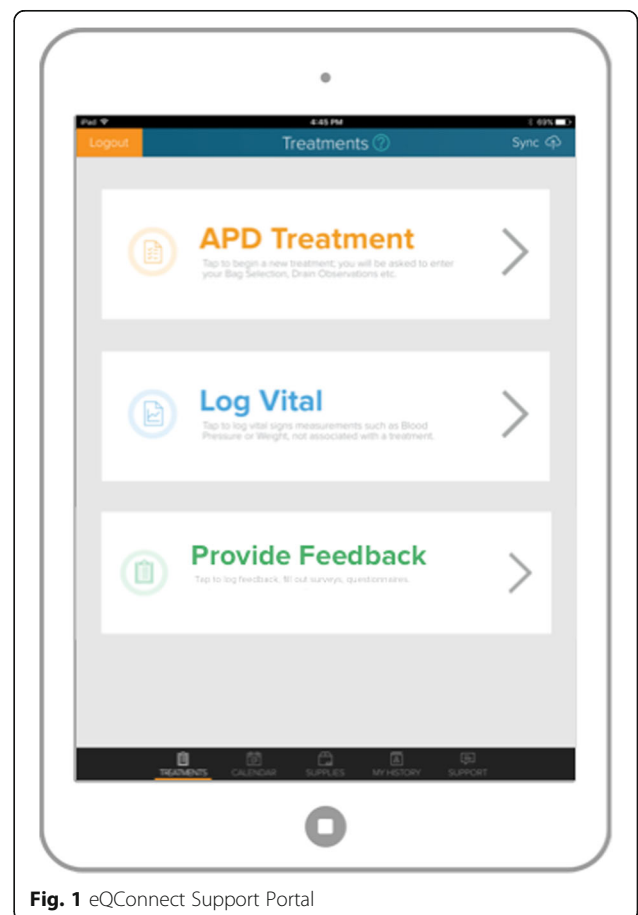 iPad 4:45 PM 69%
Logout Treatments ? Sync
APD Treatment
Tap to begin a new treatment; you will be asked to enter
your Bag Selection, Drain Observations etc.
Log Vital
Tap to log vital signs measurements such as Blood
Pressure or Weight, not associated with a treatment.
Provide Feedback
Tap to log feedback, fill out surveys, questionnaires.
TREATMENTS CALENDAR SUPPLIES MY HISTORY SUPPORT
Fig. 1 eQConnect Support Portal